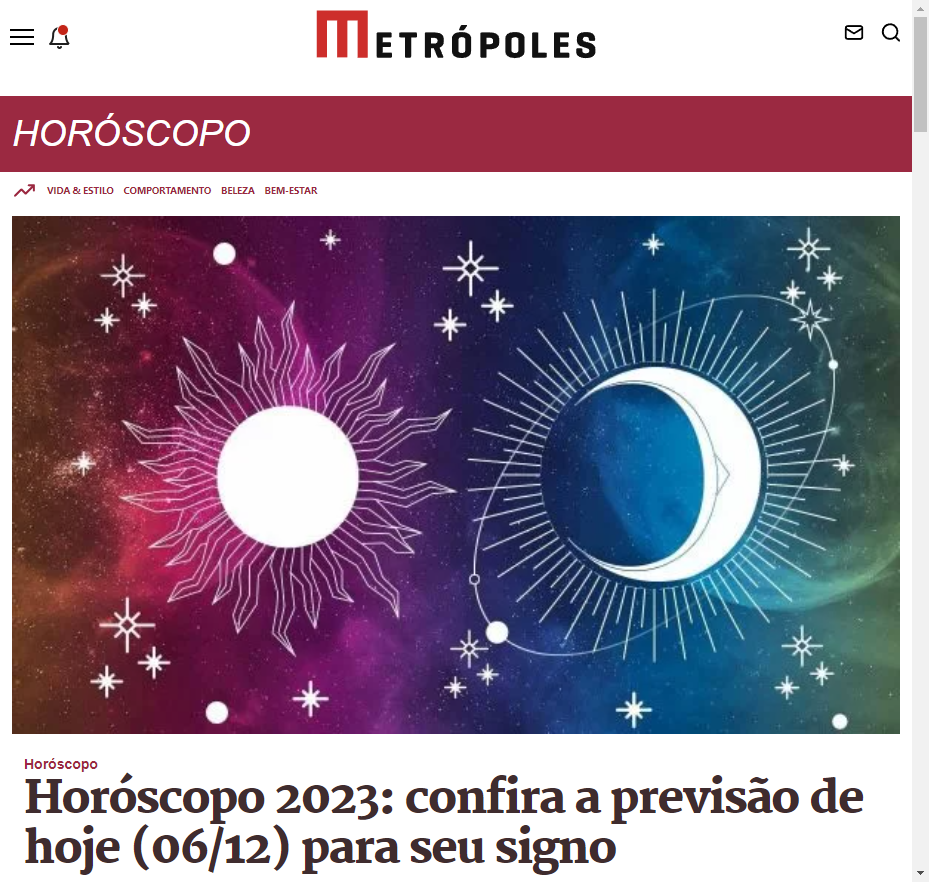 METRÓPOLES
HORÓSCOPO
VIDA & ESTILO COMPORTAMENTO BELEZA BEM-ESTAR
Horóscopo
Horóscopo 2023: confira a previsão de
hoje (06/12) para seu signo